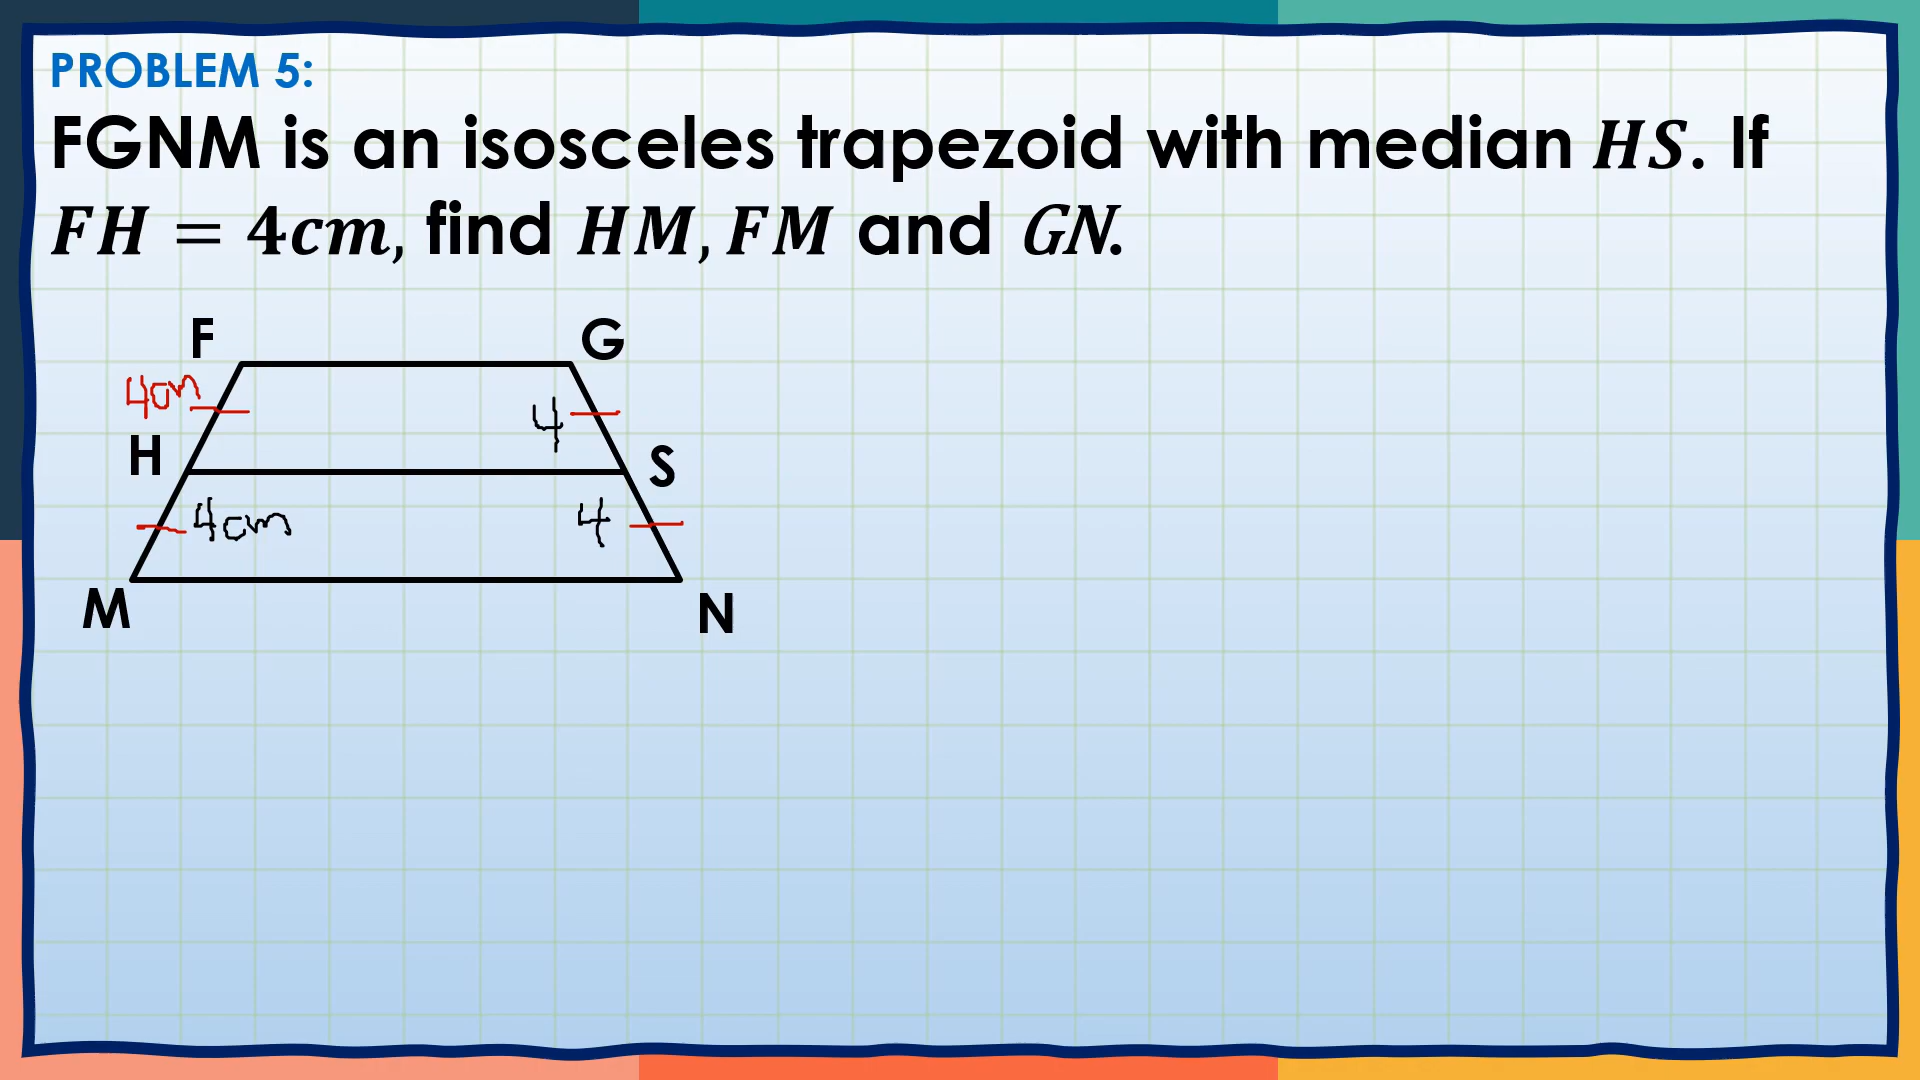 PROBLEM 5:
FGNM is an isosceles trapezoid with median HS. If
FH = 4cm, find HM, FM and GN.
F
G
4cm
4
H
S
4cm
4
M
N